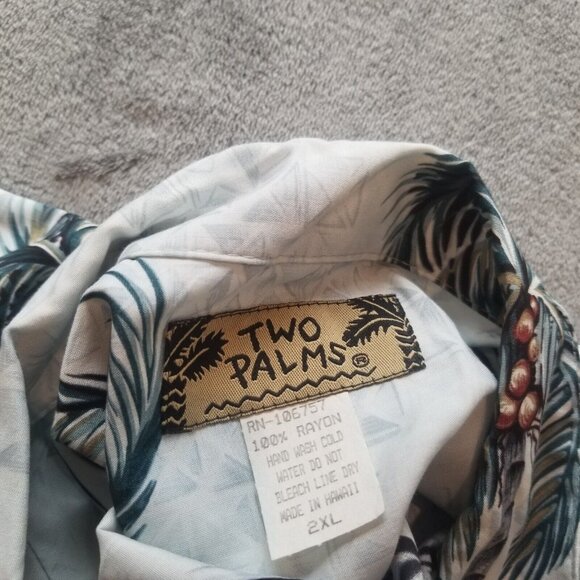 TWO
PALMS®
RN-106757
100% RAYON
HAND WASH COLD
WATER DO NOT
BLEACH LINE DRY
MADE IN HAWAII
2XL